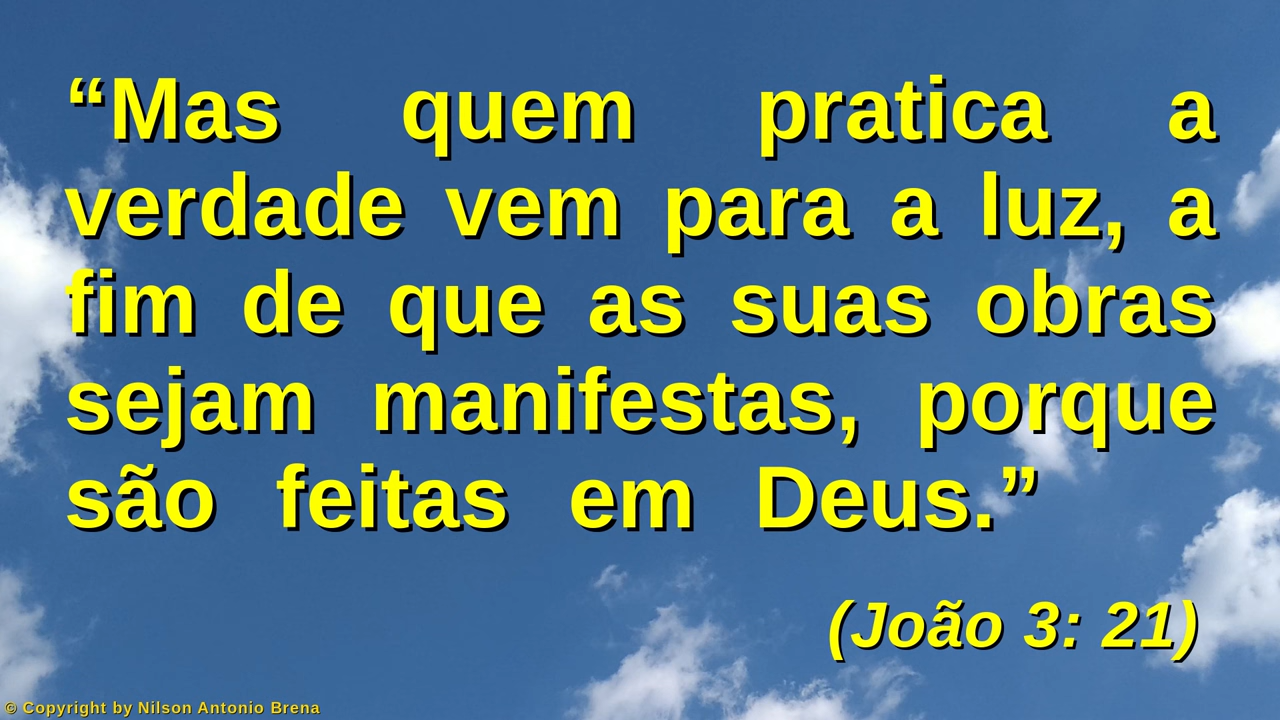 “Mas quem pratica a
verdade vem para a luz, a
fim de que as suas obras
sejam manifestas, porque
são feitas em Deus.”
(João 3: 21)
© Copyright by Nilson Antonio Brena